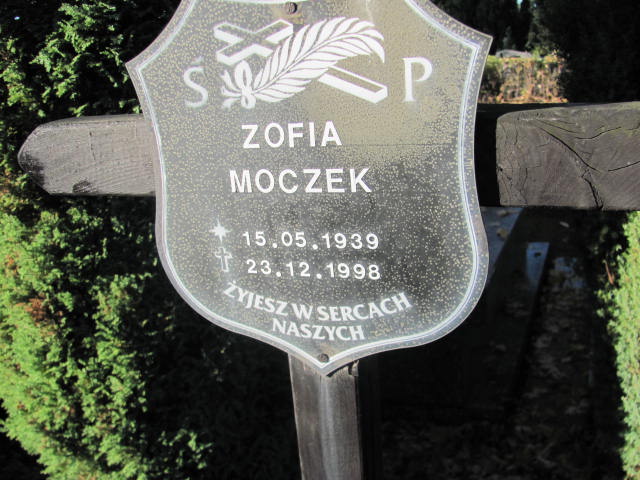 Ś P
ZOFIA
MOCZEK
15.05.1939
23.12.1998
ŻYJESZ W SERCACH
NASZYCH